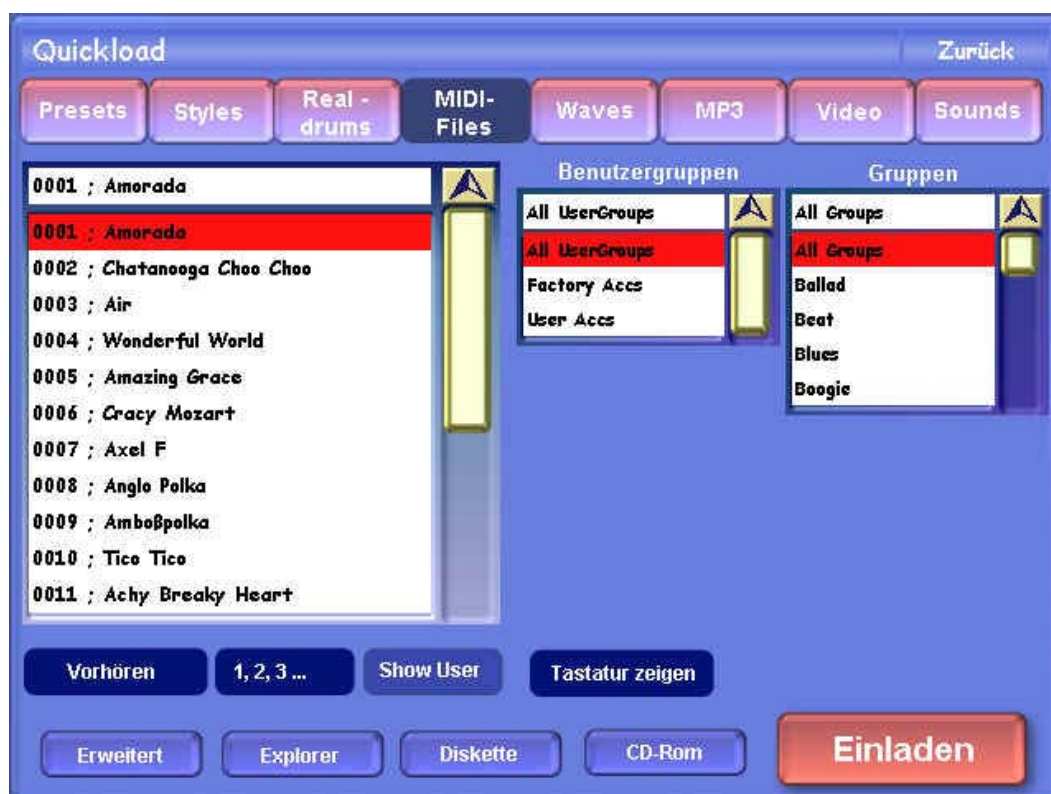 Quickload
Zurück
Presets
Styles
Real -
drums
MIDI-
Files
Waves
MP3
Video
Sounds
0001 ; Amorada
0001 ; Amorada
0002 ; Chatanooga Choo Choo
0003 ; Air
0004 ; Wonderful World
0005 ; Amazing Grace
0006 ; Cracy Mozart
0007 ; Axel F
0008 ; Anglo Polka
0009 ; Amboßpolka
0010 ; Tico Tico
0011 ; Achy Breaky Heart
Benutzergruppen
All UserGroups
All UserGroups
Factory Accs
User Accs
Gruppen
All Groups
All Groups
Ballad
Beat
Blues
Boogie
Vorhören
1, 2, 3 ...
Show User
Tastatur zeigen
Erweitert
Explorer
Diskette
CD-Rom
Einladen